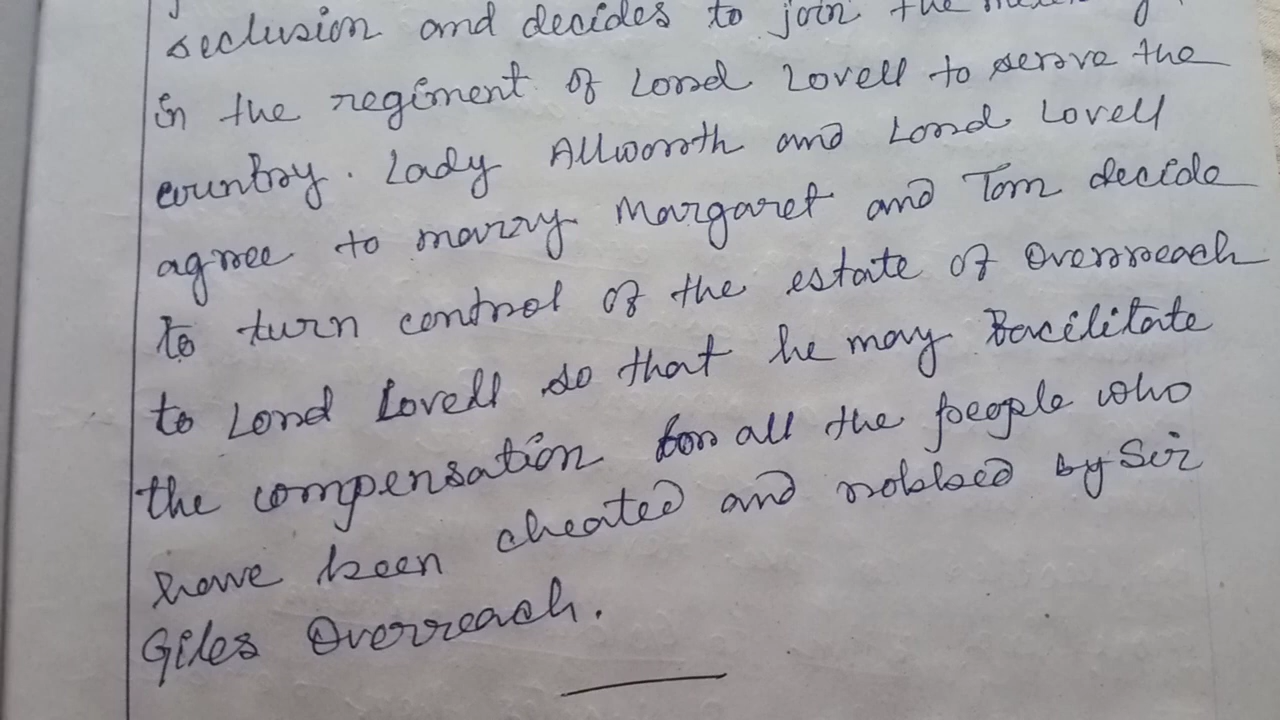 seclusion and decides to join the
in the regiment of Lord Lovell to serve the
country. Lady Allworth and Lord Lovell
agree to marry Margaret and Tom decide
to turn control of the estate of Overreach
to Lord Lovell so that he may facilitate
the compensation for all the people who
have been cheated and robbed by Sir
Giles Overreach.